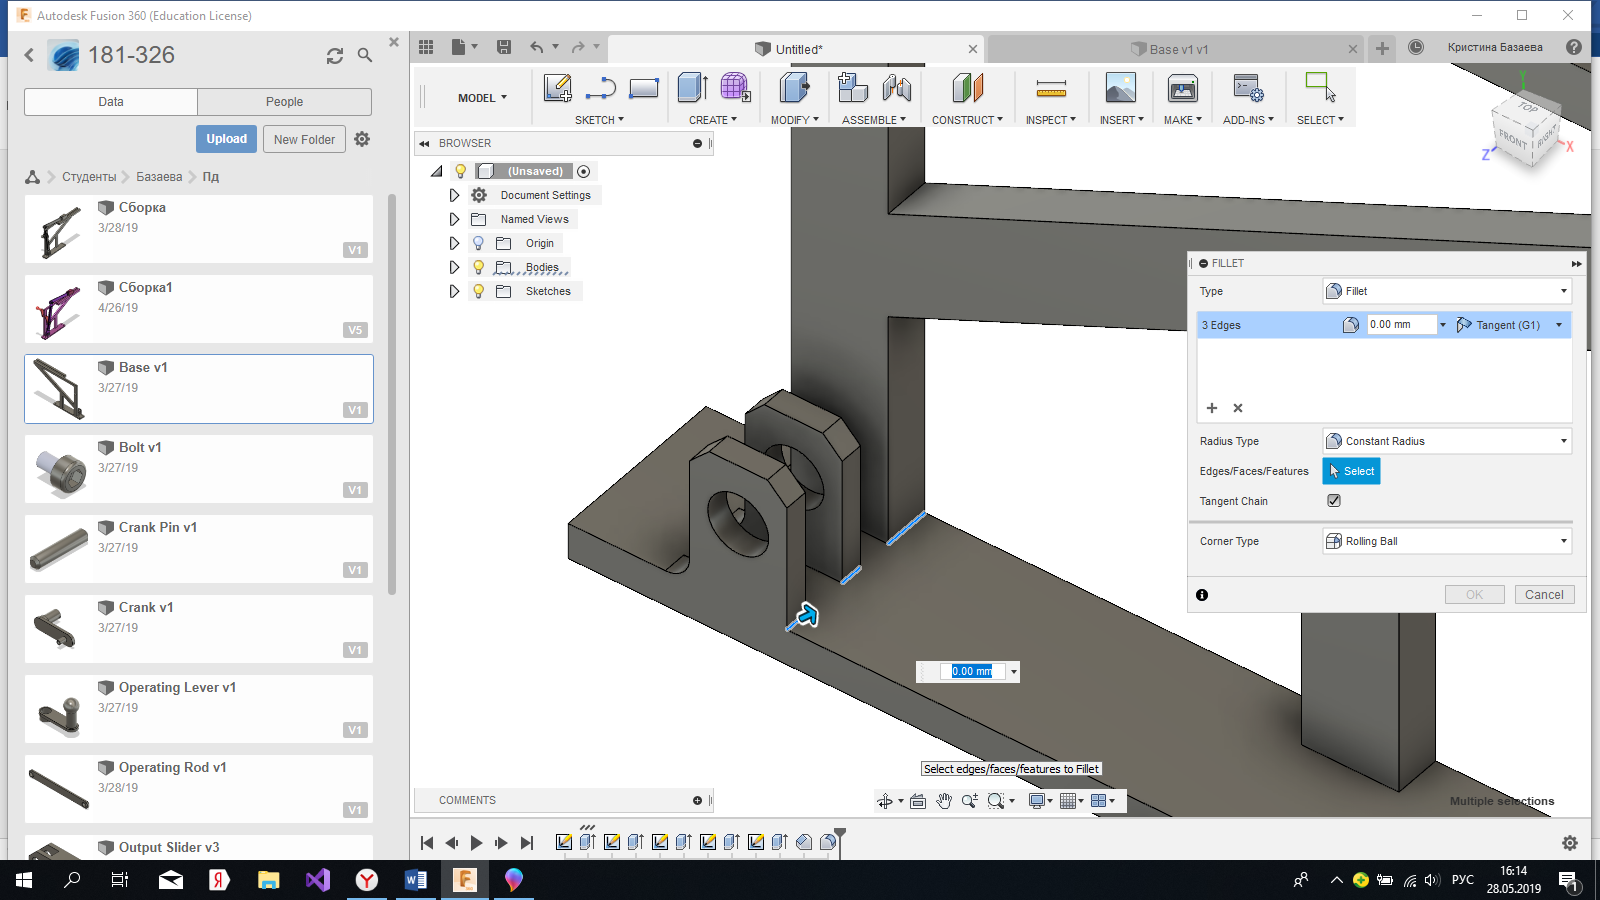 Autodesk Fusion 360 (Education License)
181-326
Data
People
Upload
New Folder
Студенты
Базаева
Пд
Сборка
3/28/19
V1
Сборка1
4/26/19
V5
Base v1
3/27/19
V1
Bolt v1
3/27/19
V1
Crank Pin v1
3/27/19
V1
Crank v1
3/27/19
V1
Operating Lever v1
3/27/19
V1
Operating Rod v1
3/28/19
V1
Output Slider v3
Untitled*
Base v1 v1
Кристина Базаева
MODEL
SKETCH
CREATE
MODIFY
ASSEMBLE
CONSTRUCT
INSPECT
INSERT
MAKE
ADD-INS
SELECT
BROWSER
(Unsaved)
Document Settings
Named Views
Origin
Bodies
Sketches
Y
TOP
FRONT
Z
X
FILLET
Type
Fillet
3 Edges
0.00 mm
Tangent (G1)
Radius Type
Constant Radius
Edges/Faces/Features
Select
Tangent Chain
Corner Type
Rolling Ball
OK
Cancel
0.00 mm
Select edges/faces/features to Fillet
Multiple selections
COMMENTS
РУС
16:14
28.05.2019
1